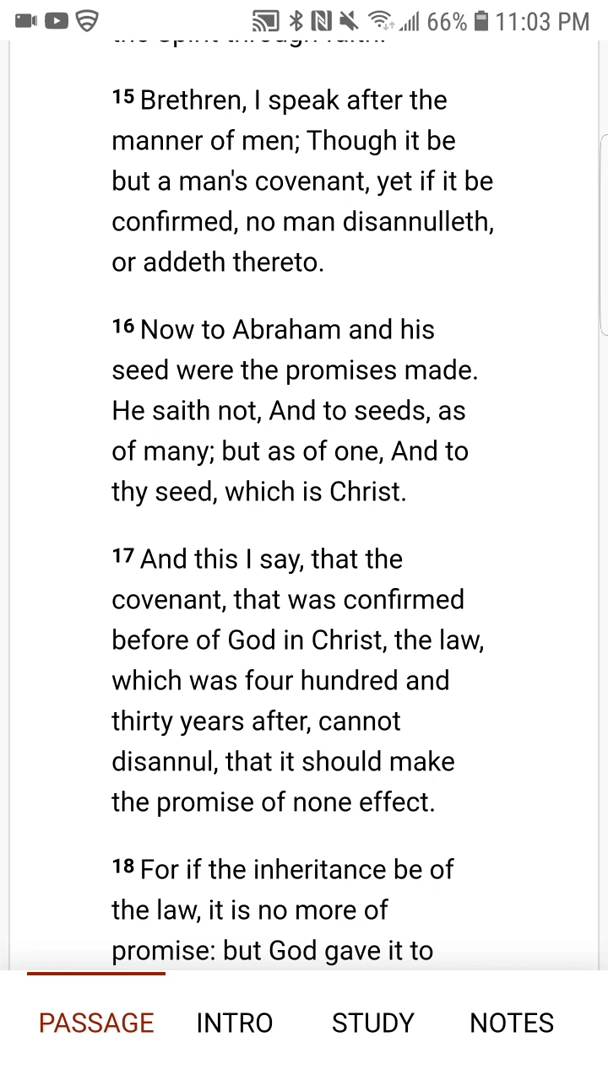 66% 11:03 PM
the Spirit through faith.
15 Brethren, I speak after the
manner of men; Though it be
but a man's covenant, yet if it be
confirmed, no man disannulleth,
or addeth thereto.
16 Now to Abraham and his
seed were the promises made.
He saith not, And to seeds, as
of many; but as of one, And to
thy seed, which is Christ.
17 And this I say, that the
covenant, that was confirmed
before of God in Christ, the law,
which was four hundred and
thirty years after, cannot
disannul, that it should make
the promise of none effect.
18 For if the inheritance be of
the law, it is no more of
promise: but God gave it to
PASSAGE INTRO STUDY NOTES